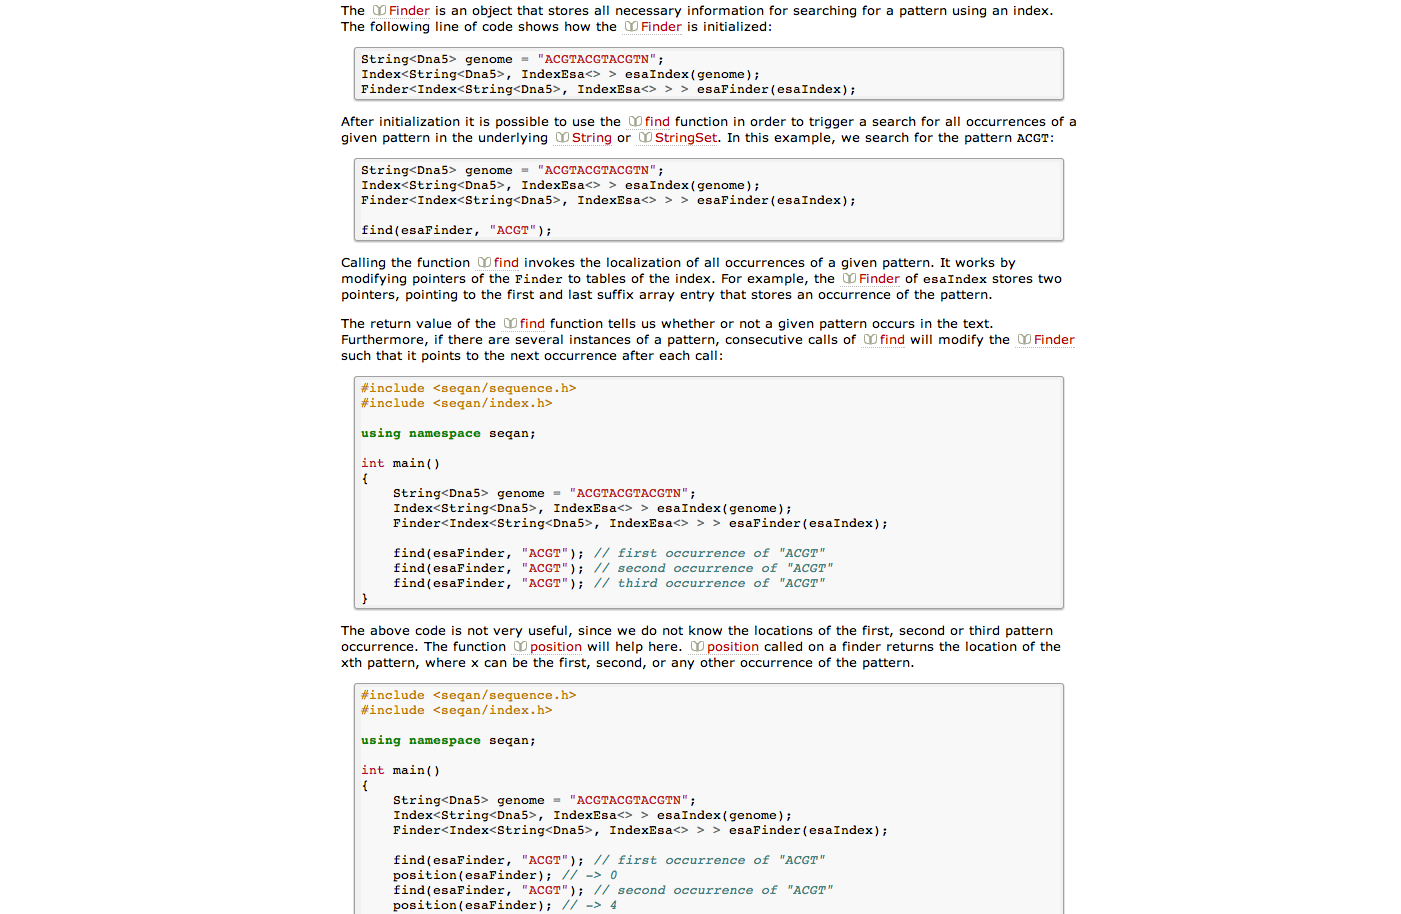 The Finder is an object that stores all necessary information for searching for a pattern using an index.
The following line of code shows how the Finder is initialized:
String<Dna5> genome = "ACGTACGTACGTN";
Index<String<Dna5>, IndexEsa<> > esaIndex(genome);
Finder<Index<String<Dna5>, IndexEsa<> > > esaFinder(esaIndex);
After initialization it is possible to use the find function in order to trigger a search for all occurrences of a
given pattern in the underlying String or StringSet. In this example, we search for the pattern ACGT:
String<Dna5> genome = "ACGTACGTACGTN";
Index<String<Dna5>, IndexEsa<> > esaIndex(genome);
Finder<Index<String<Dna5>, IndexEsa<> > > esaFinder(esaIndex);
find(esaFinder, "ACGT");
Calling the function find invokes the localization of all occurrences of a given pattern. It works by
modifying pointers of the Finder to tables of the index. For example, the Finder of esaIndex stores two
pointers, pointing to the first and last suffix array entry that stores an occurrence of the pattern.
The return value of the find function tells us whether or not a given pattern occurs in the text.
Furthermore, if there are several instances of a pattern, consecutive calls of find will modify the Finder
such that it points to the next occurrence after each call:
#include <seqan/sequence.h>
#include <seqan/index.h>
using namespace seqan;
int main()
{
String<Dna5> genome = "ACGTACGTACGTN";
Index<String<Dna5>, IndexEsa<> > esaIndex(genome);
Finder<Index<String<Dna5>, IndexEsa<> > > esaFinder(esaIndex);
find(esaFinder, "ACGT"); // first occurrence of "ACGT"
find(esaFinder, "ACGT"); // second occurrence of "ACGT"
find(esaFinder, "ACGT"); // third occurrence of "ACGT"
}
The above code is not very useful, since we do not know the locations of the first, second or third pattern
occurrence. The function position will help here. position called on a finder returns the location of the
xth pattern, where x can be the first, second, or any other occurrence of the pattern.
#include <seqan/sequence.h>
#include <seqan/index.h>
using namespace seqan;
int main()
{
String<Dna5> genome = "ACGTACGTACGTN";
Index<String<Dna5>, IndexEsa<> > esaIndex(genome);
Finder<Index<String<Dna5>, IndexEsa<> > > esaFinder(esaIndex);
find(esaFinder, "ACGT"); // first occurrence of "ACGT"
position(esaFinder); // -> 0
find(esaFinder, "ACGT"); // second occurrence of "ACGT"
position(esaFinder); // -> 4